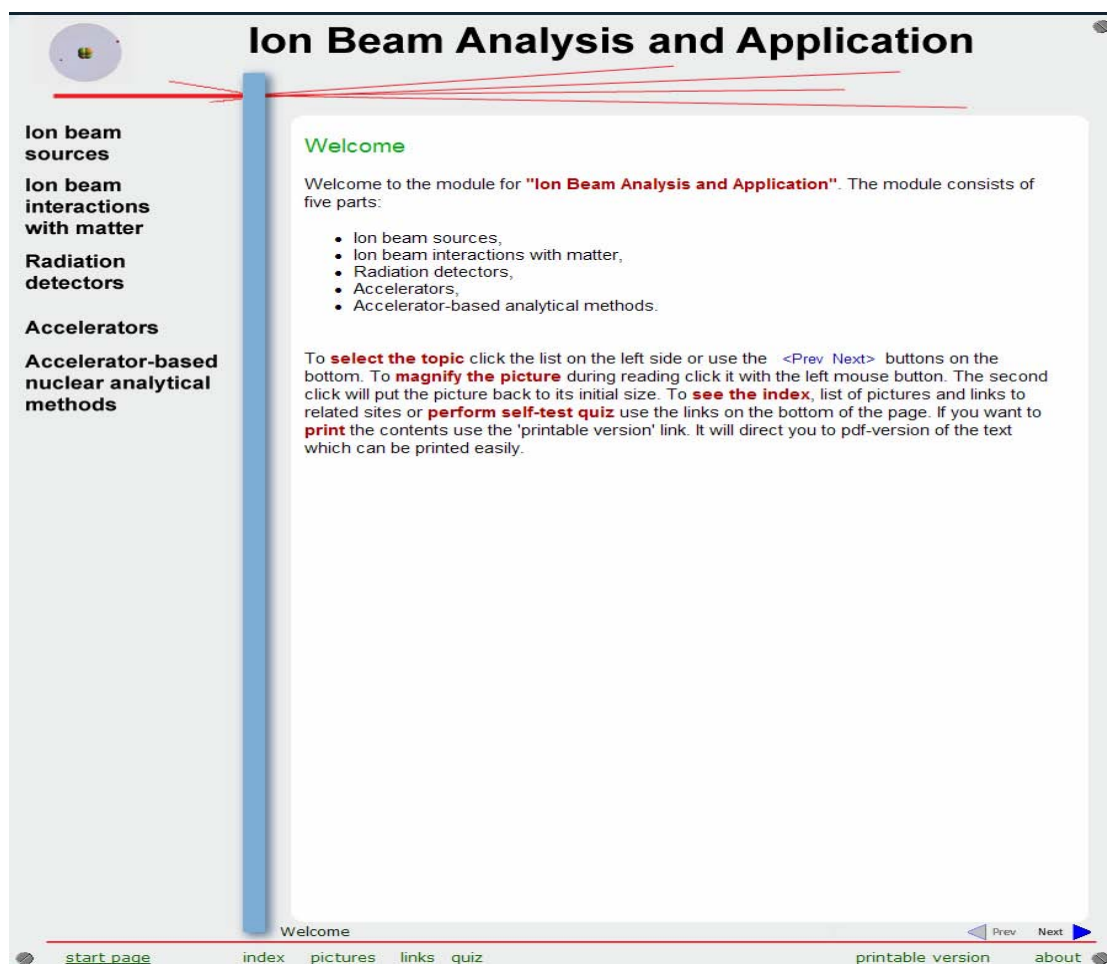 Ion Beam Analysis and Application
Ion beam
sources
Ion beam
interactions
with matter
Radiation
detectors
Accelerators
Accelerator-based
nuclear analytical
methods
Welcome
Welcome to the module for "Ion Beam Analysis and Application". The module consists of
five parts:
• Ion beam sources,
• Ion beam interactions with matter,
• Radiation detectors,
• Accelerators,
• Accelerator-based analytical methods.
To select the topic click the list on the left side or use the <Prev Next> buttons on the
bottom. To magnify the picture during reading click it with the left mouse button. The second
click will put the picture back to its initial size. To see the index, list of pictures and links to
related sites or perform self-test quiz use the links on the bottom of the page. If you want to
print the contents use the 'printable version' link. It will direct you to pdf-version of the text
which can be printed easily.
Welcome Prev Next
start page index pictures links quiz printable version about